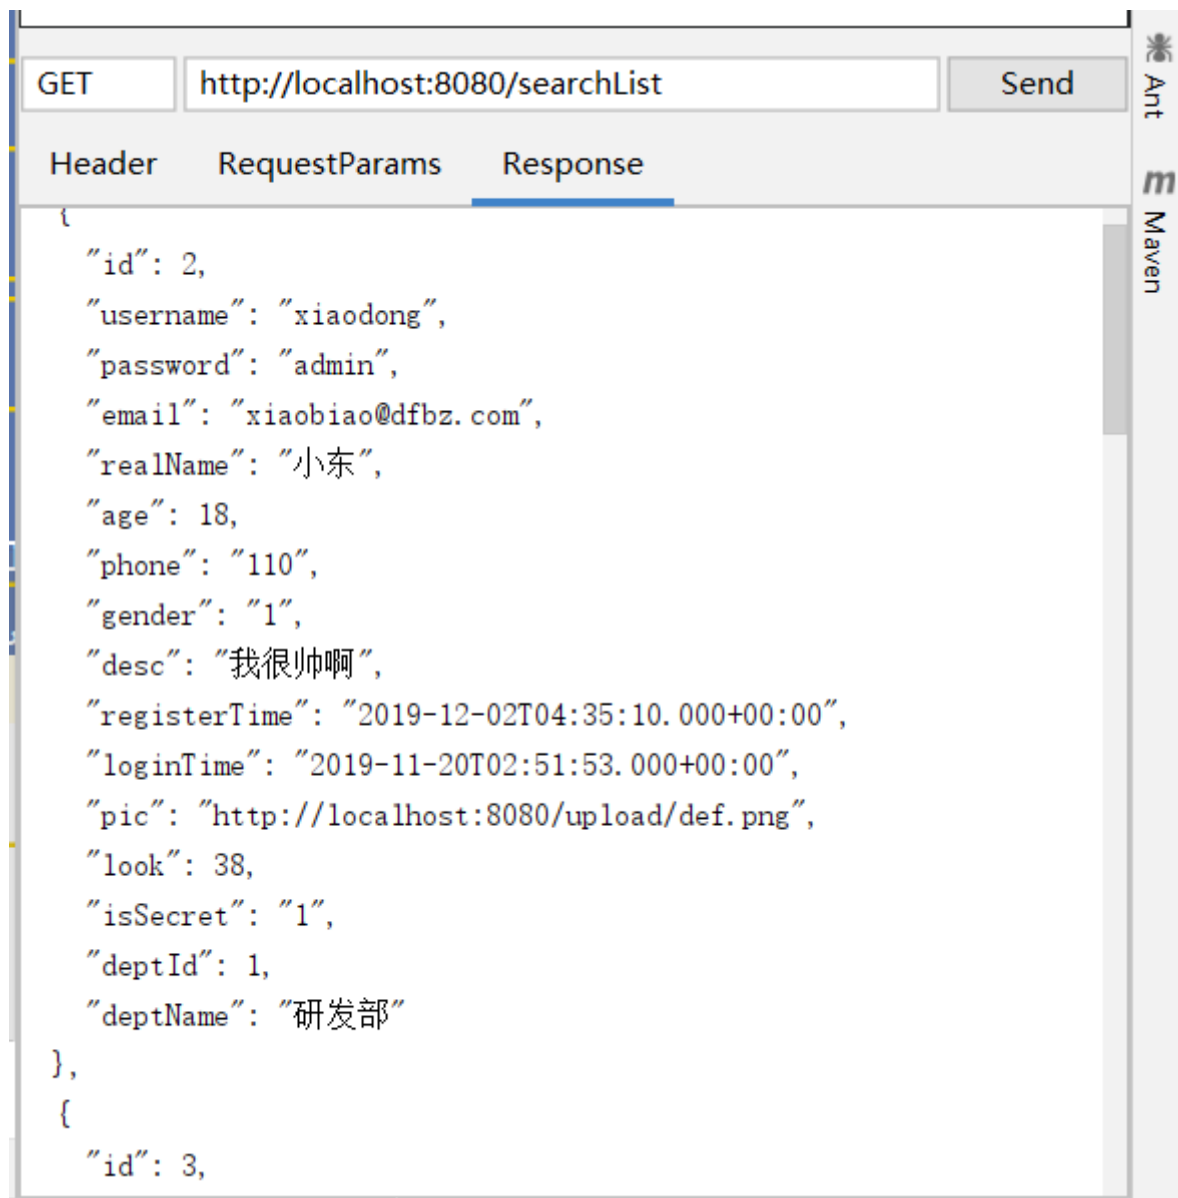 GET http://localhost:8080/searchList Send
Header RequestParams Response
{
"id": 2,
"username": "xiaodong",
"password": "admin",
"email": "xiaobiao@dfbz.com",
"realName": "小东",
"age": 18,
"phone": "110",
"gender": "1",
"desc": "我很帅啊",
"registerTime": "2019-12-02T04:35:10.000+00:00",
"loginTime": "2019-11-20T02:51:53.000+00:00",
"pic": "http://localhost:8080/upload/def.png",
"look": 38,
"isSecret": "1",
"deptId": 1,
"deptName": "研发部"
},
{
"id": 3,
Ant
m Maven